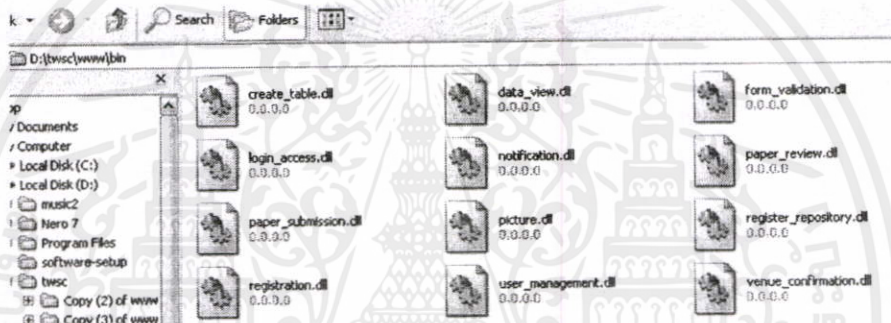 k
Search
Folders
D:\twsc\www\bin
xp
/ Documents
/ Computer
Local Disk (C:)
Local Disk (D:)
music2
Nero 7
Program Files
software-setup
twsc
Copy (2) of www
Copy (3) of www
create_table.dll
0.0.0.0
data_view.dll
0.0.0.0
form_validation.dll
0.0.0.0
login_access.dll
0.0.0.0
notification.dll
0.0.0.0
paper_review.dll
0.0.0.0
paper_submission.dll
0.0.0.0
picture.dll
0.0.0.0
register_repository.dll
0.0.0.0
registration.dll
0.0.0.0
user_management.dll
0.0.0.0
venue_confirmation.dll
0.0.0.0